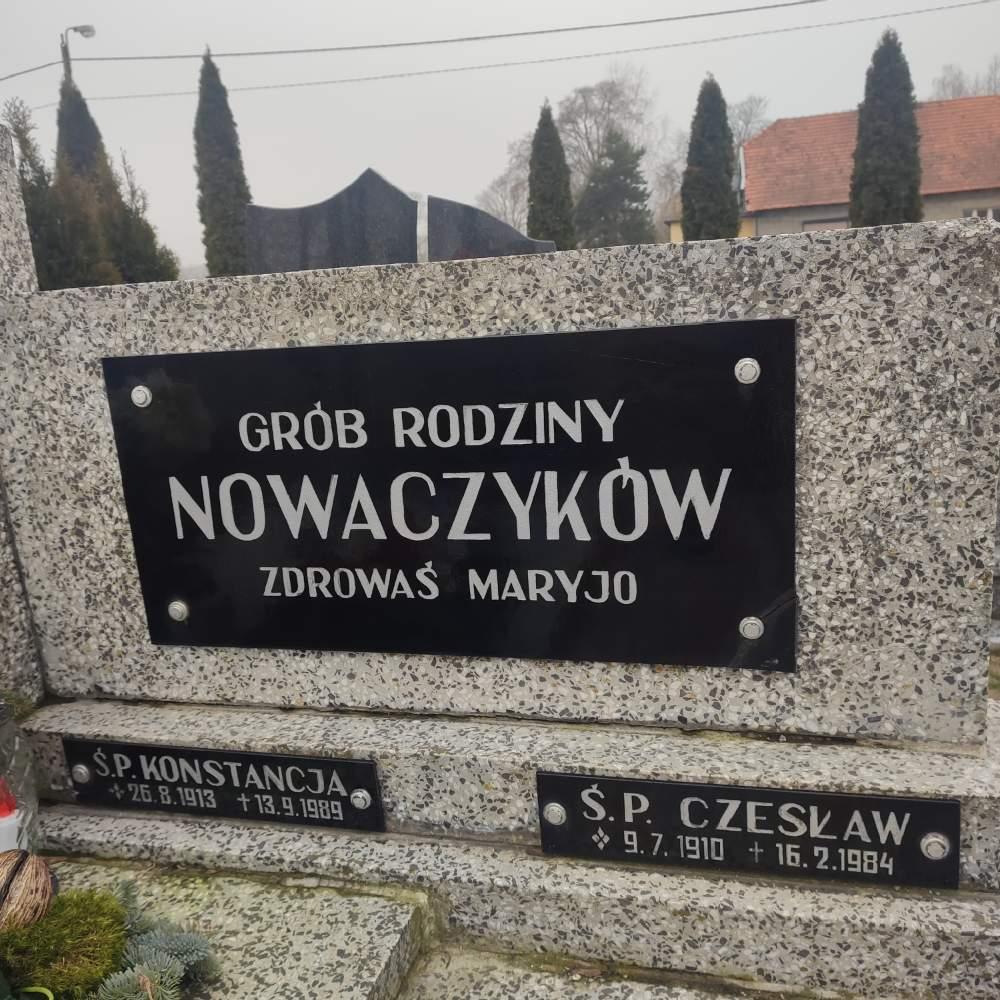 GRÓB RODZINY
NOWACZYKÓW
ZDROWAŚ MARYJO
Ś.P. KONSTANCJA
26.8.1913 +13.9.1989
Ś.P. CZESŁAW
9.7.1910 +16.2.1984